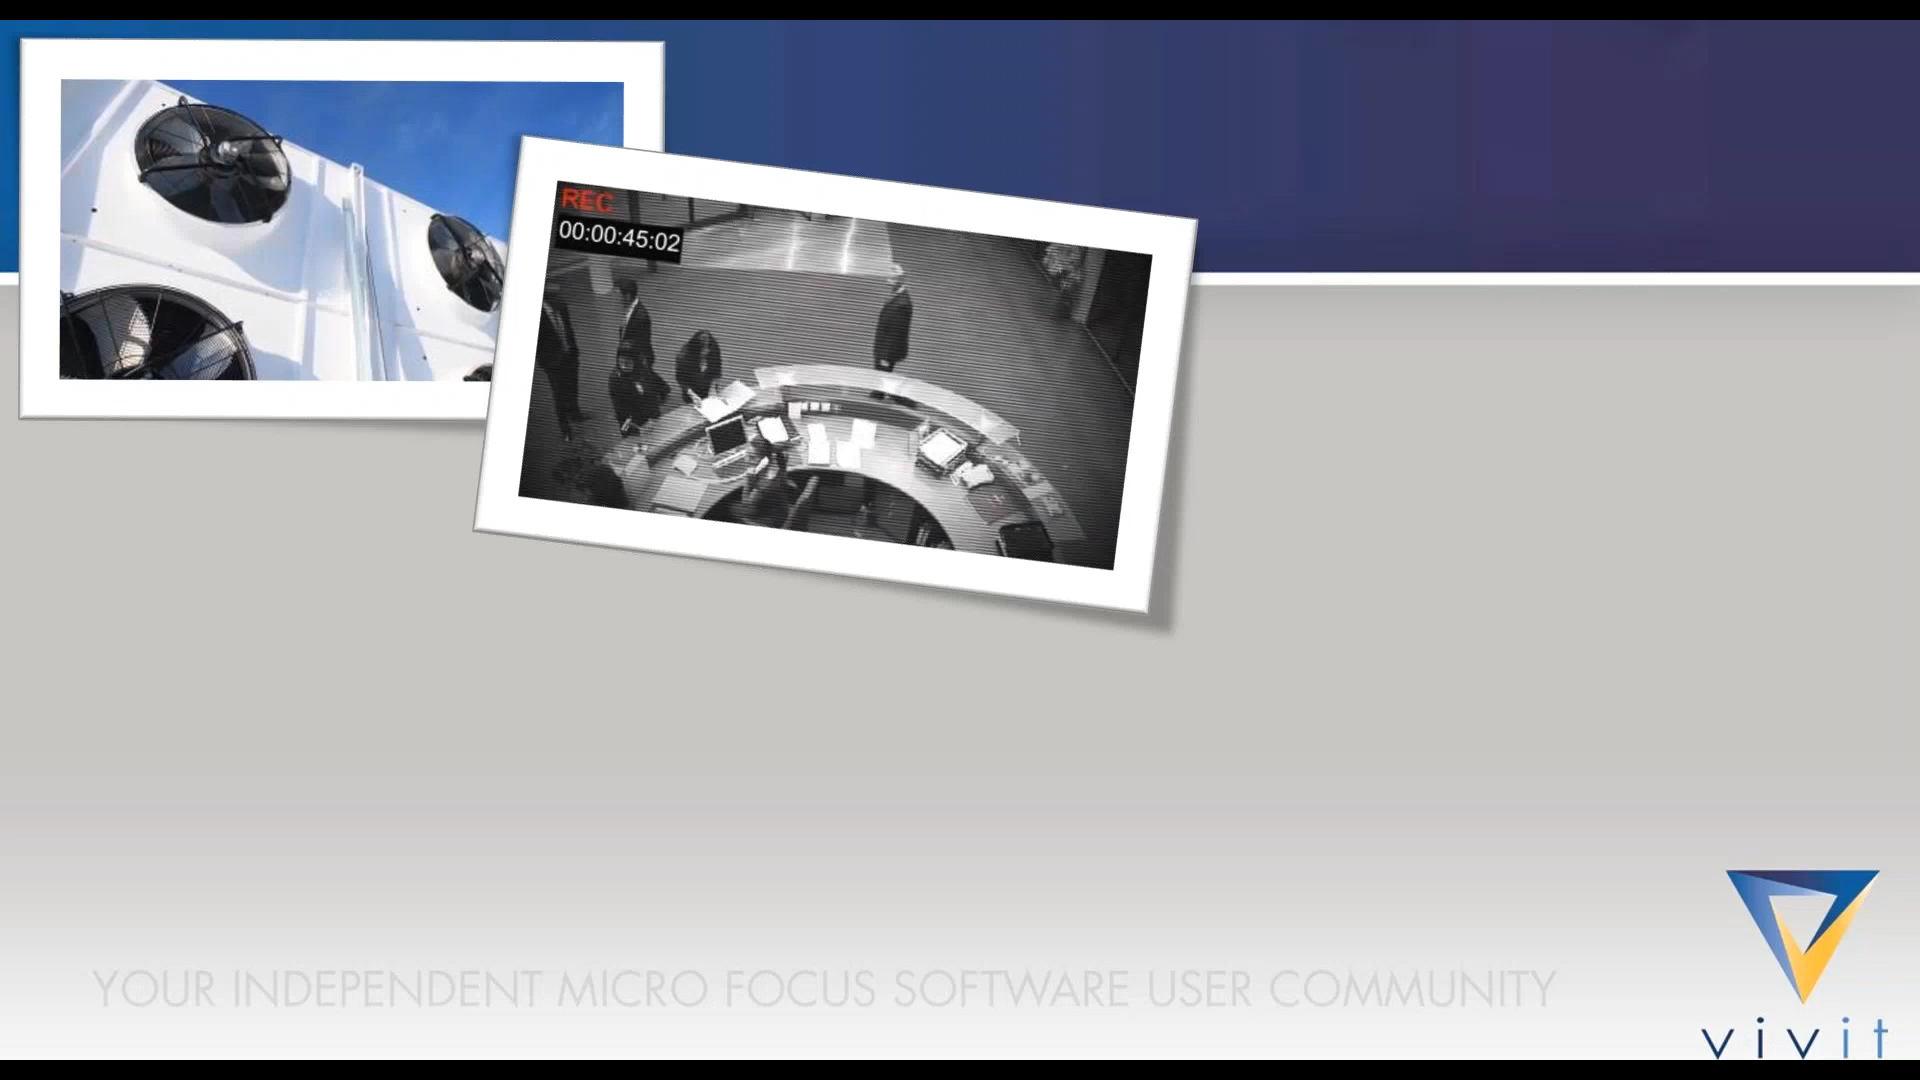 REC
00:00:45:02
YOUR INDEPENDENT MICRO FOCUS SOFTWARE USER COMMUNITY
vivit